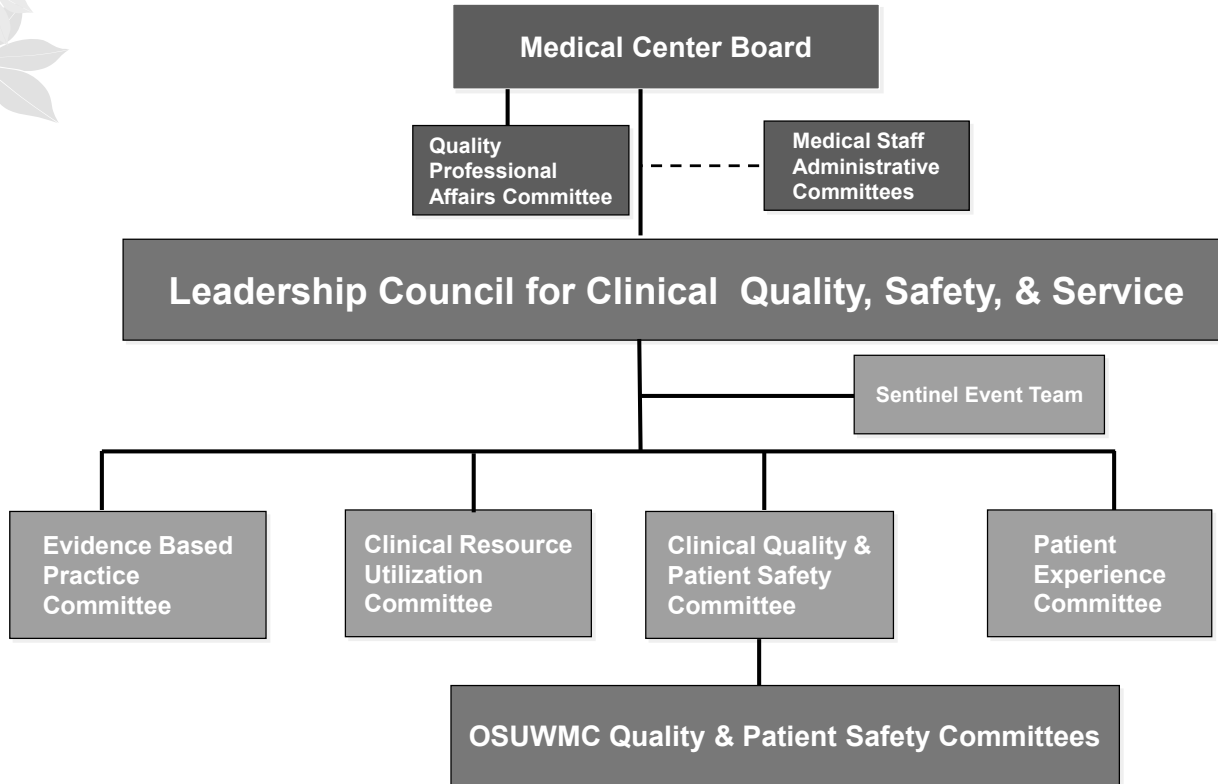 Medical Center Board
Quality
Professional
Affairs Committee
Medical Staff
Administrative
Committees
Leadership Council for Clinical  Quality, Safety, & Service
Sentinel Event Team
Evidence Based
Practice
Committee
Clinical Resource
Utilization
Committee
Clinical Quality &
Patient Safety
Committee
Patient
Experience
Committee
OSUWMC Quality & Patient Safety Committees